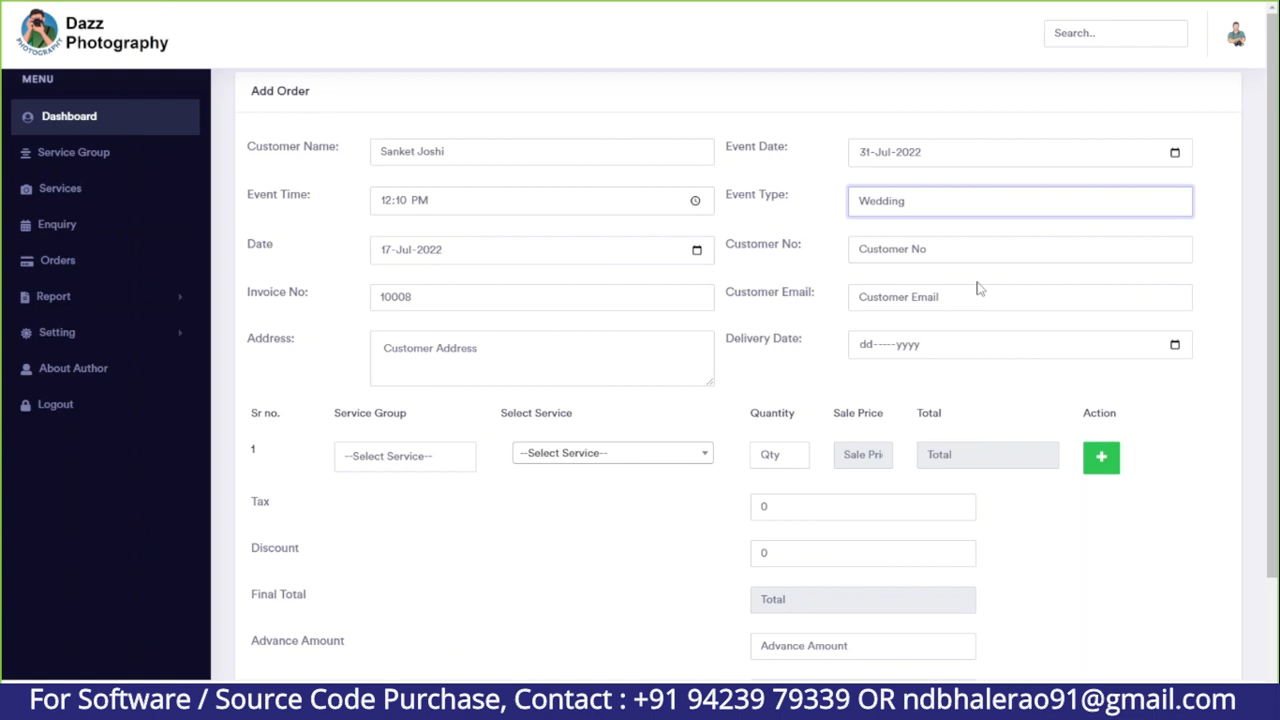 Dazz
Photography
PHOTOGRAPHY
Search..
MENU
Dashboard
Service Group
Services
Enquiry
Orders
Report
Setting
About Author
Logout
Add Order
Customer Name: Sanket Joshi Event Date: 31-Jul-2022
Event Time: 12:10 PM Event Type: Wedding
Date 17-Jul-2022 Customer No: Customer No
Invoice No: 10008 Customer Email: Customer Email
Address: Customer Address Delivery Date: dd-----yyyy
Sr no. Service Group Select Service Quantity Sale Price Total Action
1 --Select Service-- --Select Service-- Qty Sale Pri Total +
Tax 0
Discount 0
Final Total Total
Advance Amount Advance Amount
For Software / Source Code Purchase, Contact : +91 94239 79339 OR ndbhalerao91@gmail.com